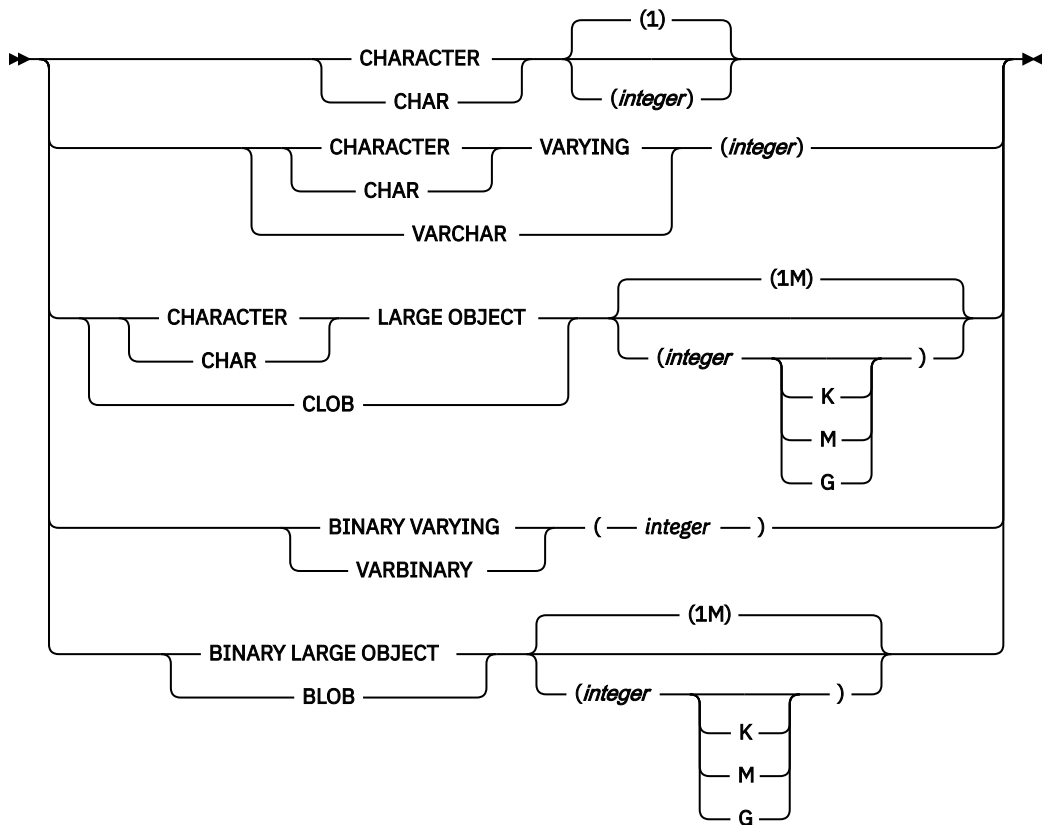 (1)
CHARACTER
CHAR (integer)
CHARACTER VARYING (integer)
CHAR
VARCHAR
(1M)
CHARACTER LARGE OBJECT
CHAR (integer )
K
CLOB
M
G
BINARY VARYING ( integer )
VARBINARY
(1M)
BINARY LARGE OBJECT
BLOB (integer )
K
M
G